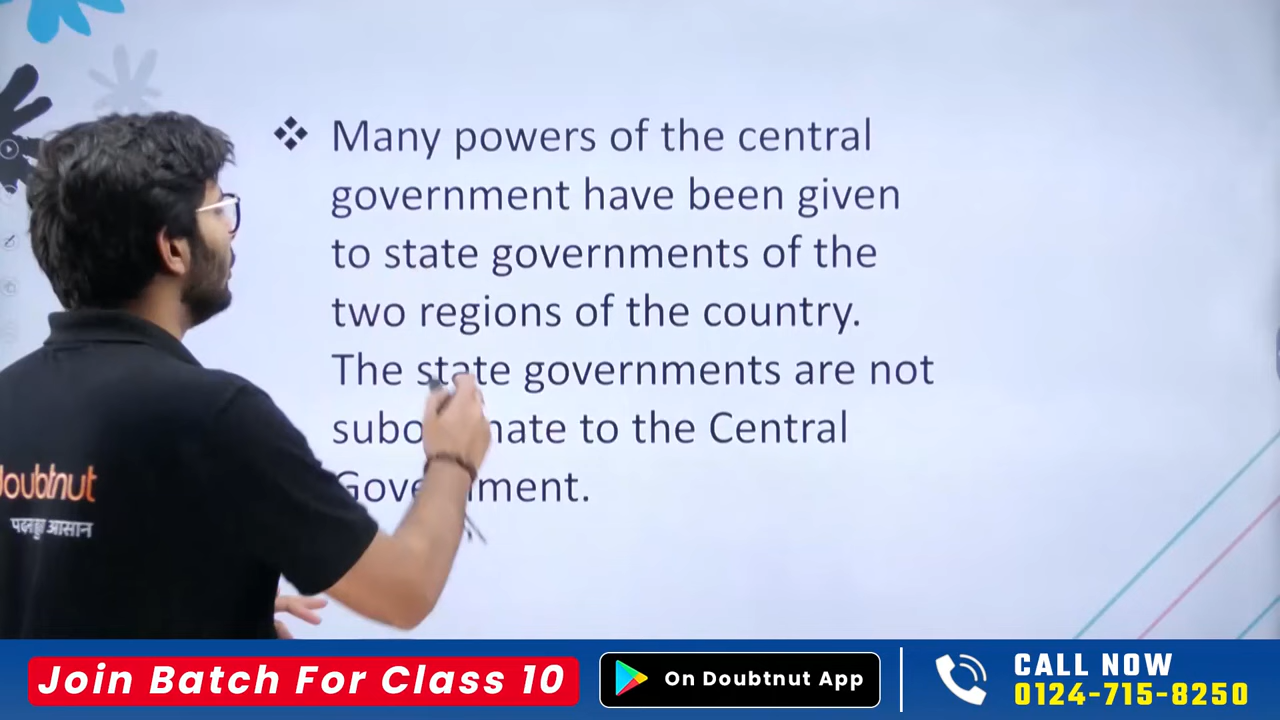 Many powers of the central
government have been given
to state governments of the
two regions of the country.
The state governments are not
to the Central
doubtnut
Join Batch For Class 10
On Doubtnut App
CALL NOW
0124-715-8250